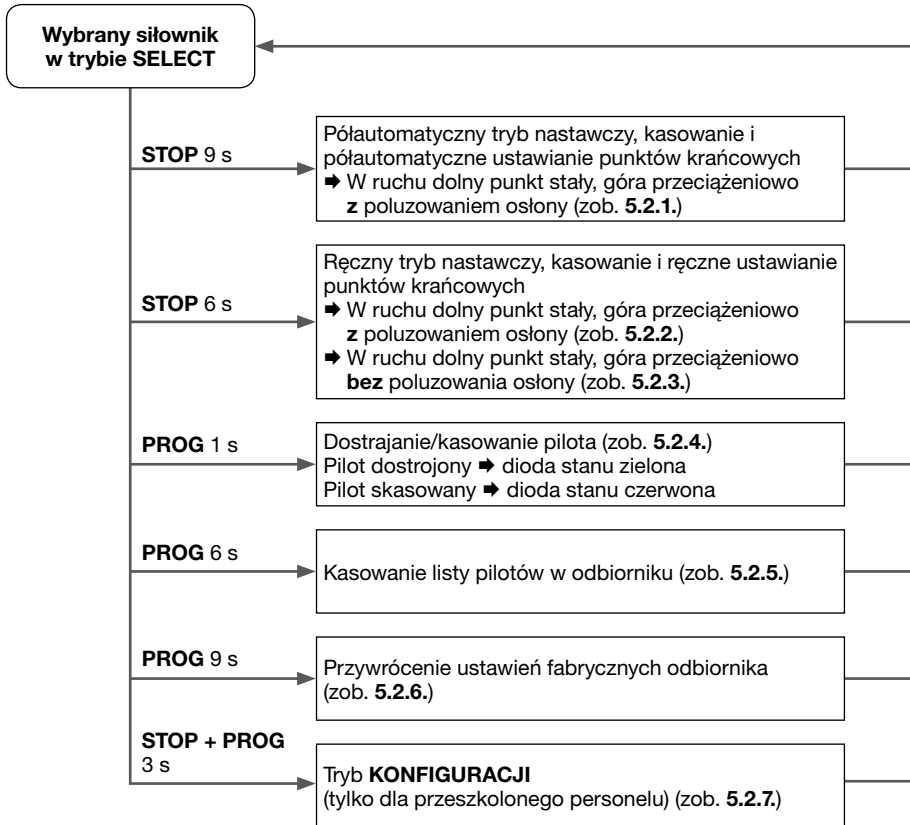 Wybrany siłownik
w trybie SELECT
STOP 9 s
Półautomatyczny tryb nastawczy, kasowanie i
półautomatyczne ustawianie punktów krańcowych
➡ W ruchu dolny punkt stały, góra przeciążeniowo
z poluzowaniem osłony (zob. 5.2.1.)
STOP 6 s
Ręczny tryb nastawczy, kasowanie i ręczne ustawianie
punktów krańcowych
➡ W ruchu dolny punkt stały, góra przeciążeniowo
z poluzowaniem osłony (zob. 5.2.2.)
➡ W ruchu dolny punkt stały, góra przeciążeniowo
bez poluzowania osłony (zob. 5.2.3.)
PROG 1 s
Dostrajanie/kasowanie pilota (zob. 5.2.4.)
Pilot dostrojony ➡ dioda stanu zielona
Pilot skasowany ➡ dioda stanu czerwona
PROG 6 s
Kasowanie listy pilotów w odbiorniku (zob. 5.2.5.)
PROG 9 s
Przywrócenie ustawień fabrycznych odbiornika
(zob. 5.2.6.)
STOP + PROG
3 s
Tryb KONFIGURACJI
(tylko dla przeszkolonego personelu) (zob. 5.2.7.)